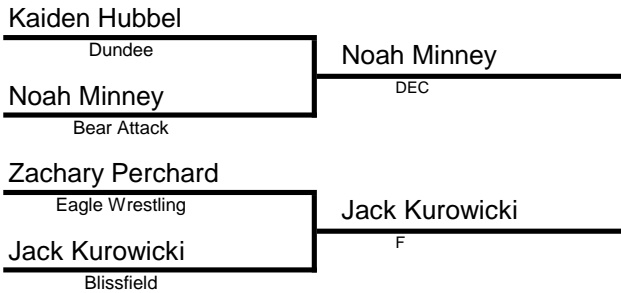 Kaiden Hubbel
Dundee
Noah Minney
Bear Attack
Noah Minney
DEC
Zachary Perchard
Eagle Wrestling
Jack Kurowicki
Blissfield
Jack Kurowicki
F